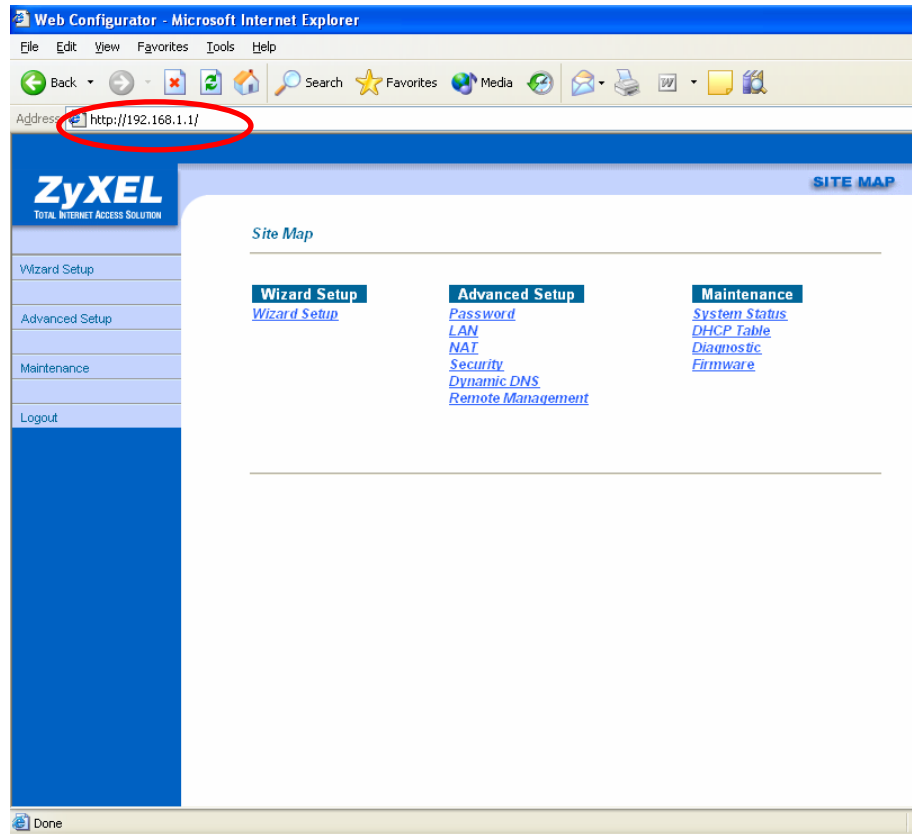 Web Configurator - Microsoft Internet Explorer
File Edit View Favorites Tools Help
Back Search Favorites Media W
Address http://192.168.1.1/
ZyXEL
TOTAL INTERNET ACCESS SOLUTION
SITE MAP
Site Map
Wizard Setup
Advanced Setup
Maintenance
Logout
Wizard Setup
Wizard Setup
Advanced Setup
Password
LAN
NAT
Security
Dynamic DNS
Remote Management
Maintenance
System Status
DHCP Table
Diagnostic
Firmware
Done